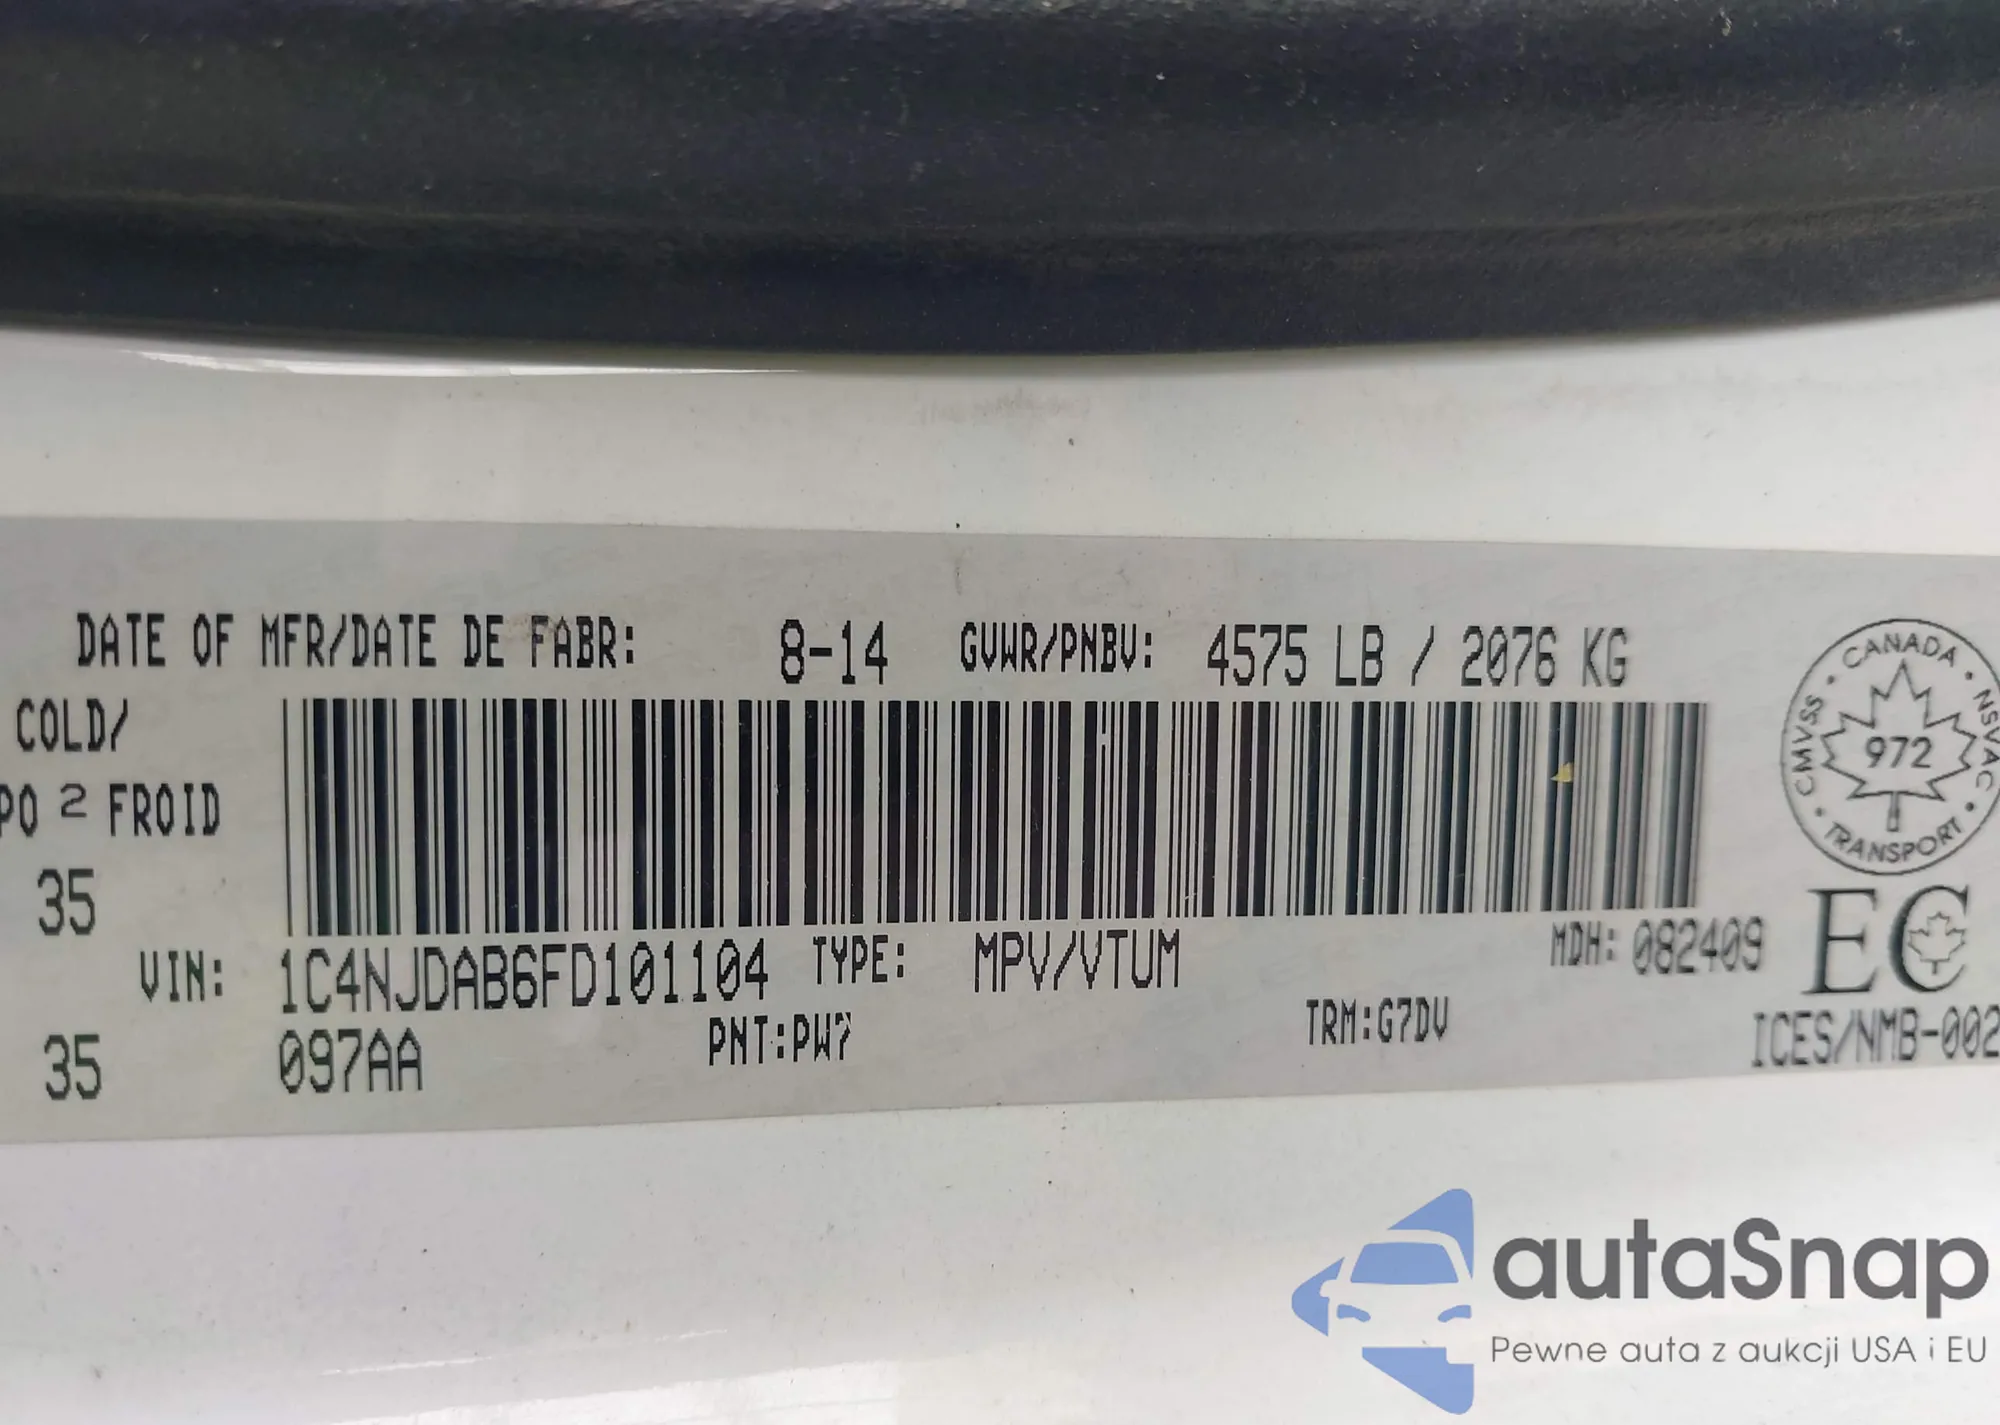 DATE OF MFR/DATE DE FABR: 8-14 GVWR/PNBV: 4575 LB / 2076 KG
COLD/
PO 2 FROID
35
VIN: 1C4NJDAB6FD101104 TYPE: MPV/VTUM MDH: 082409
35 097AA PNT:PW7 TRM:G7DV
CANADA · NSVAC · TRANSPORT · CMVSS ·
972
EC
ICES/NMB-002
autaSnap
Pewne auta z aukcji USA i EU